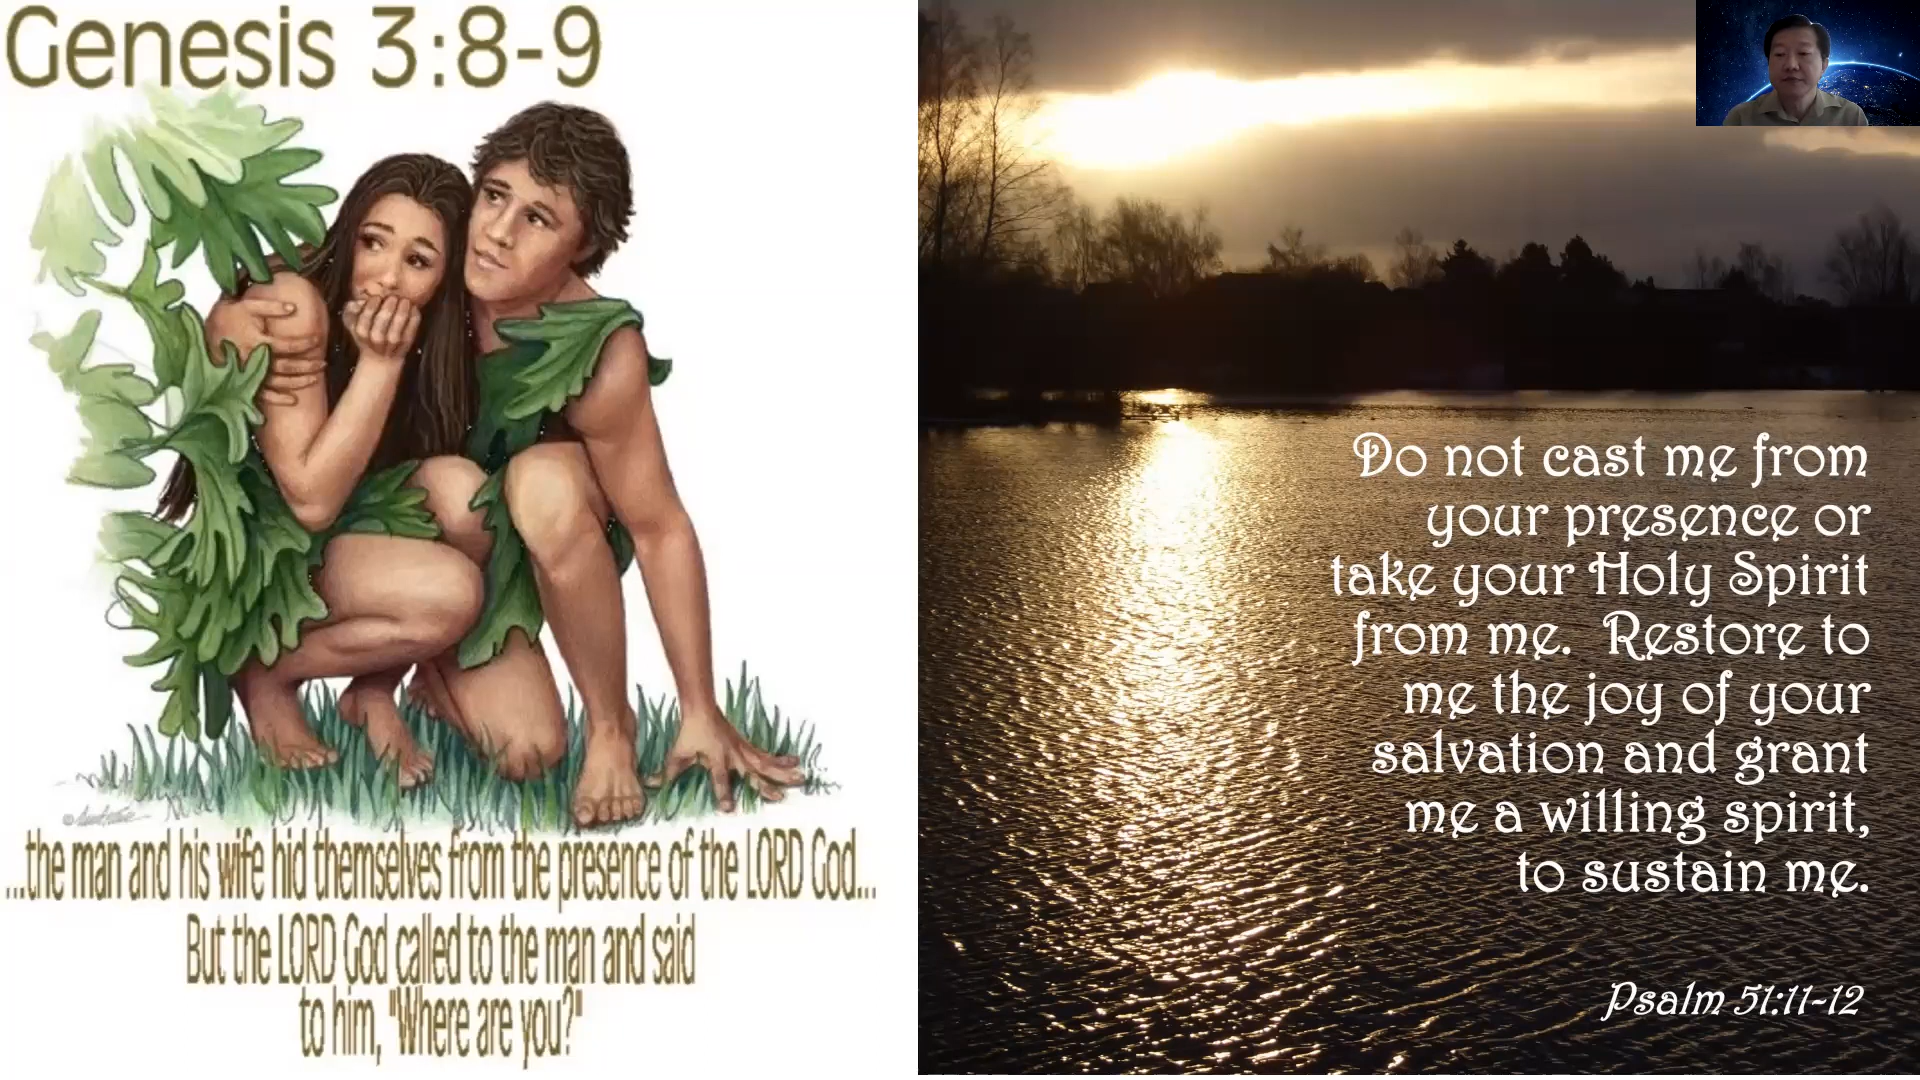 Genesis 3:8-9
...the man and his wife hid themselves from the presence of the LORD God...
But the LORD God called to the man and said
to him, "Where are you?"
Do not cast me from
your presence or
take your Holy Spirit
from me. Restore to
me the joy of your
salvation and grant
me a willing spirit,
to sustain me.
Psalm 51:11-12